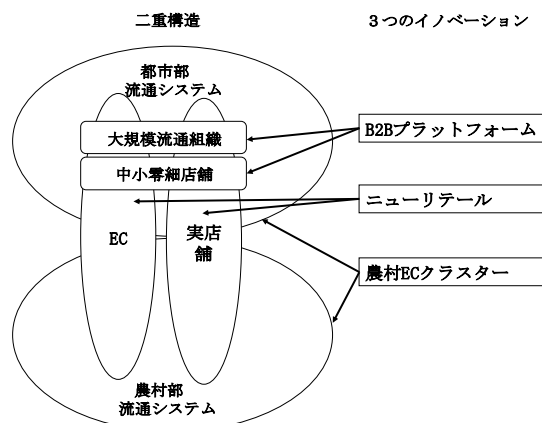 二重構造
３つのイノベーション
都市部
流通システム
大規模流通組織
中小零細店舗
B2Bプラットフォーム
ニューリテール
EC
実店
舗
農村ECクラスター
農村部
流通システム